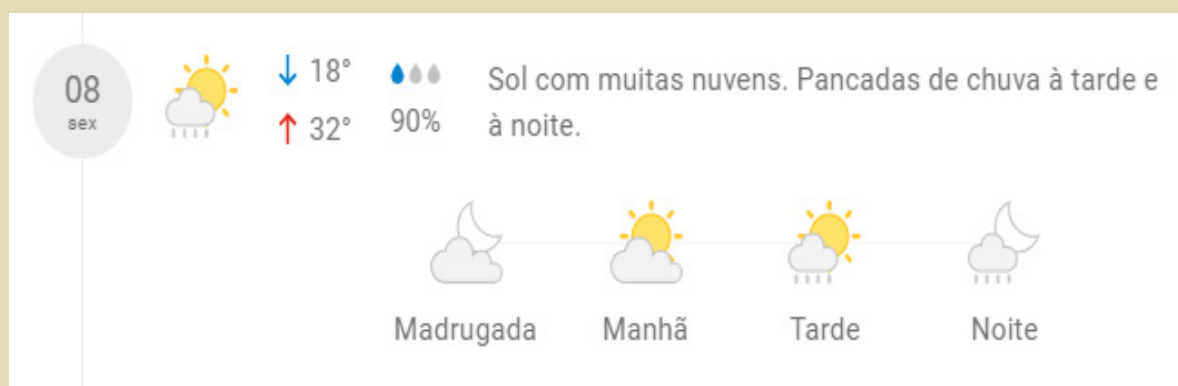 08
sex
18°
32°
90%
Sol com muitas nuvens. Pancadas de chuva à tarde e
à noite.
Madrugada Manhã Tarde Noite